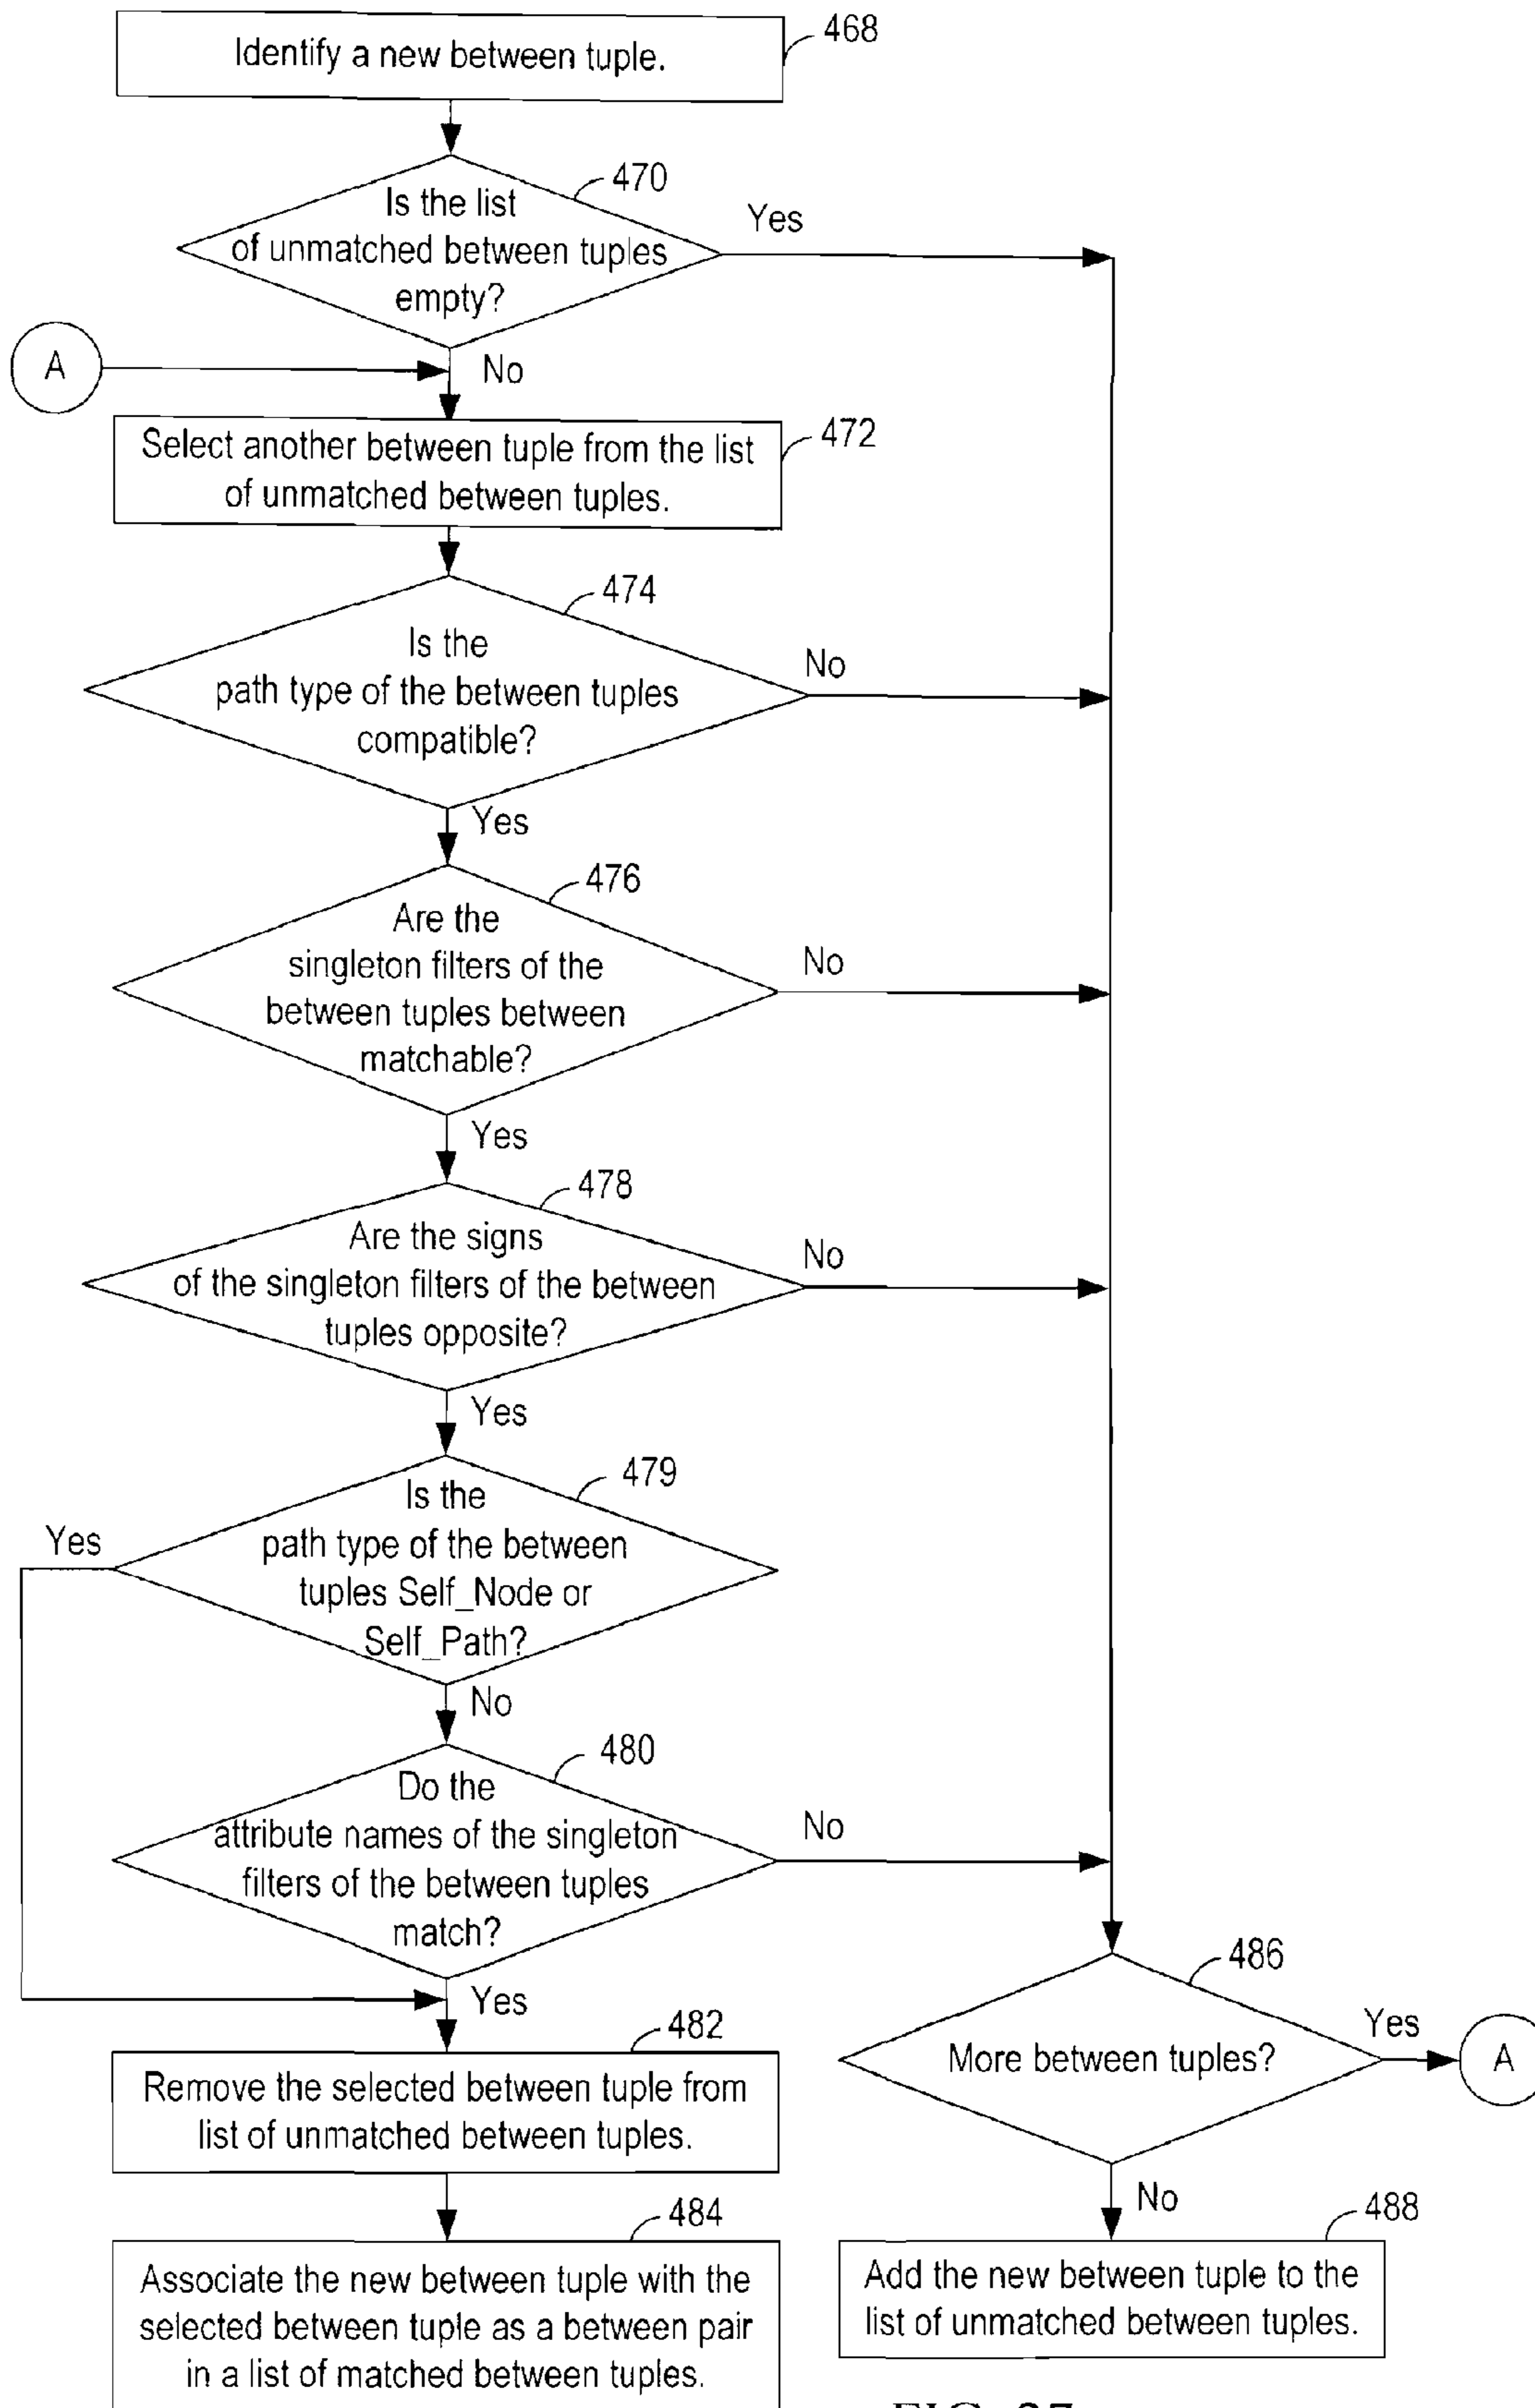 Identify a new between tuple.
468
470
Is the list
of unmatched between tuples
empty?
Yes
A
No
Select another between tuple from the list
of unmatched between tuples.
472
474
Is the
path type of the between tuples
compatible?
No
Yes
476
Are the
singleton filters of the
between tuples between
matchable?
No
Yes
478
Are the signs
of the singleton filters of the between
tuples opposite?
No
Yes
479
Is the
path type of the between
tuples Self_Node or
Self_Path?
Yes
No
480
Do the
attribute names of the singleton
filters of the between tuples
match?
No
Yes
482
Remove the selected between tuple from
list of unmatched between tuples.
484
Associate the new between tuple with the
selected between tuple as a between pair
in a list of matched between tuples.
486
More between tuples?
Yes
A
No
488
Add the new between tuple to the
list of unmatched between tuples.